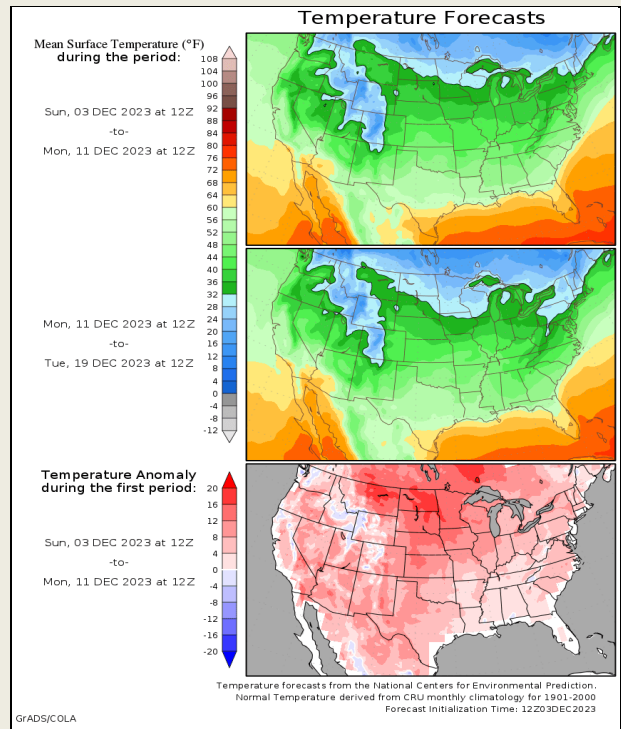 Temperature Forecasts
Mean Surface Temperature (°F)
during the period:
108
104
100
96
92
88
84
80
76
72
68
64
60
56
52
48
44
40
36
32
28
24
20
16
12
8
4
0
-4
-8
-12
Sun, 03 DEC 2023 at 12Z
-to-
Mon, 11 DEC 2023 at 12Z
Mon, 11 DEC 2023 at 12Z
-to-
Tue, 19 DEC 2023 at 12Z
Temperature Anomaly
during the first period:
20
16
12
8
4
0
-4
-8
-12
-16
-20
Sun, 03 DEC 2023 at 12Z
-to-
Mon, 11 DEC 2023 at 12Z
Temperature forecasts from the National Centers for Environmental Prediction.
Normal Temperature derived from CRU monthly climatology for 1901-2000
Forecast Initialization Time: 12Z03DEC2023
GrADS/COLA